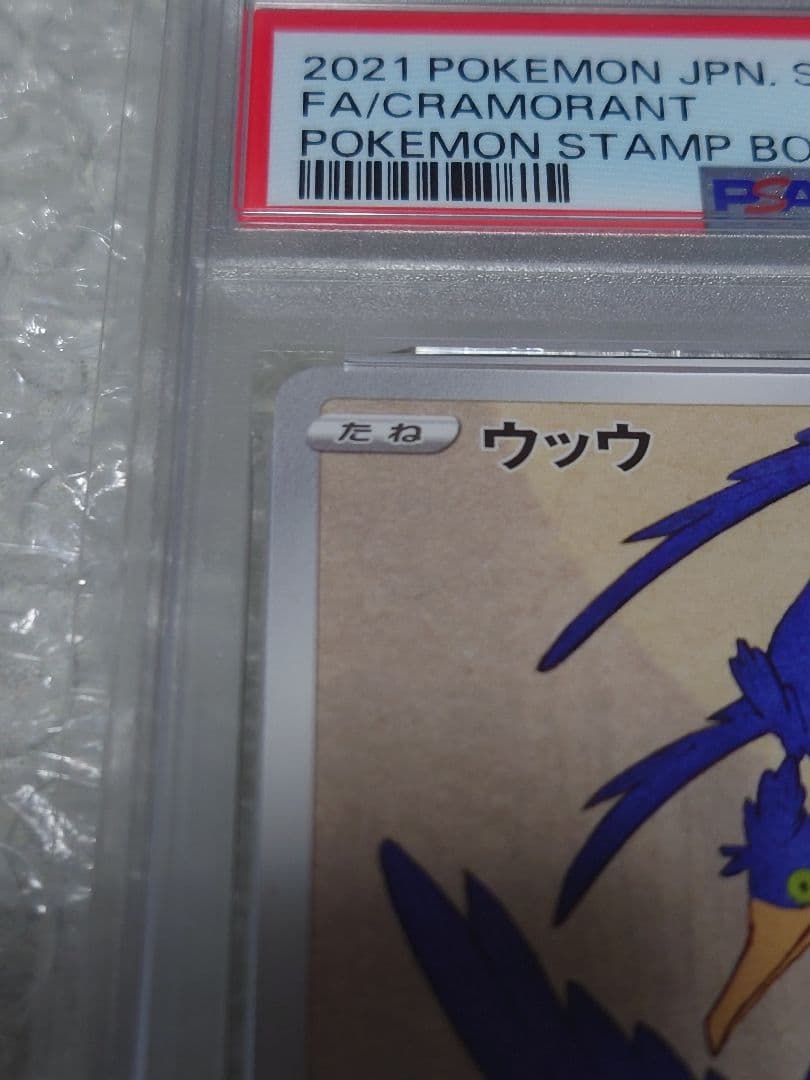 2021 POKEMON JPN. S
FA/CRAMORANT
POKEMON STAMP BO
PSA
たね ウッウ